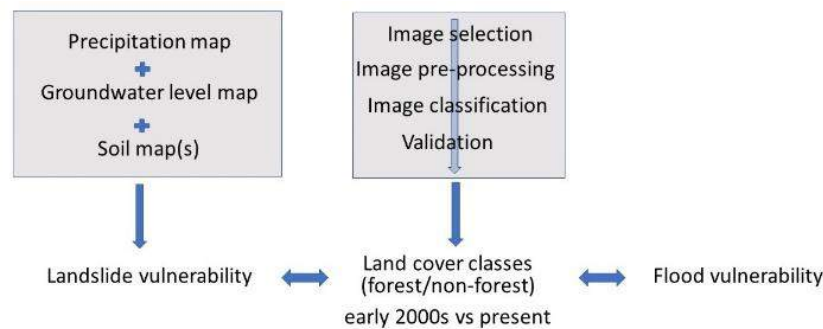 Precipitation map
+
Groundwater level map
+
Soil map(s)
Image selection
Image pre-processing
Image classification
Validation
Landslide vulnerability
Land cover classes
(forest/non-forest)
early 2000s vs present
Flood vulnerability